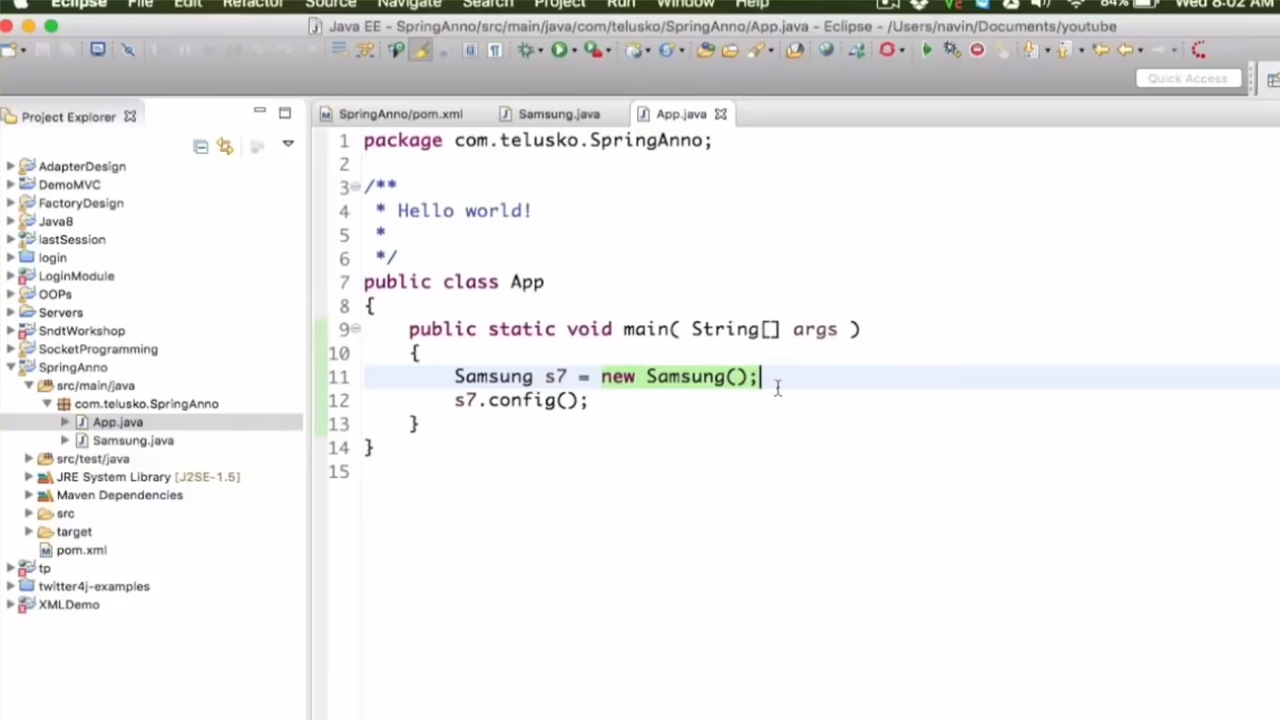 Eclipse File Edit Refactor Source Navigate Search Project Run Window Help 84% Wed 8:02 AM
Java EE - SpringAnno/src/main/java/com/telusko/SpringAnno/App.java - Eclipse - /Users/navin/Documents/youtube
Quick Access
Project Explorer
SpringAnno/pom.xml Samsung.java App.java
AdapterDesign
DemoMVC
FactoryDesign
Java8
lastSession
login
LoginModule
OOPs
Servers
SndtWorkshop
SocketProgramming
SpringAnno
src/main/java
com.telusko.SpringAnno
App.java
Samsung.java
src/test/java
JRE System Library [J2SE-1.5]
Maven Dependencies
src
target
pom.xml
tp
twitter4j-examples
XMLDemo
1 package com.telusko.SpringAnno;
2
3 /**
4 * Hello world!
5 *
6 */
7 public class App
8 {
9 public static void main( String[] args )
10 {
11 Samsung s7 = new Samsung();
12 s7.config();
13 }
14 }
15